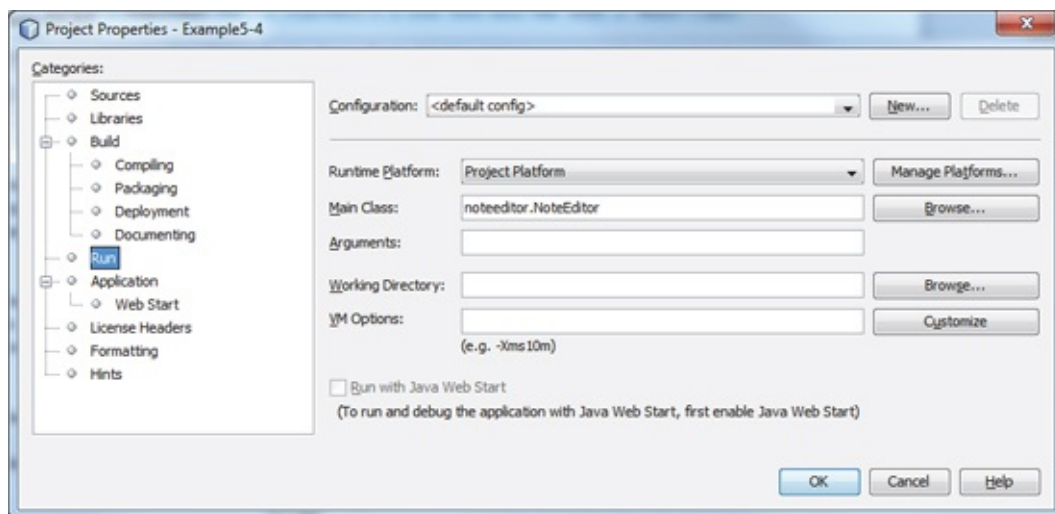 Project Properties - Example5-4
Categories:
Sources
Libraries
Build
Compiling
Packaging
Deployment
Documenting
Run
Application
Web Start
License Headers
Formatting
Hints
Configuration: <default config> New... Delete
Runtime Platform: Project Platform Manage Platforms...
Main Class: noteeditor.NoteEditor Browse...
Arguments:
Working Directory: Browse...
VM Options: Customize
(e.g. -Xms10m)
Run with Java Web Start
(To run and debug the application with Java Web Start, first enable Java Web Start)
OK Cancel Help